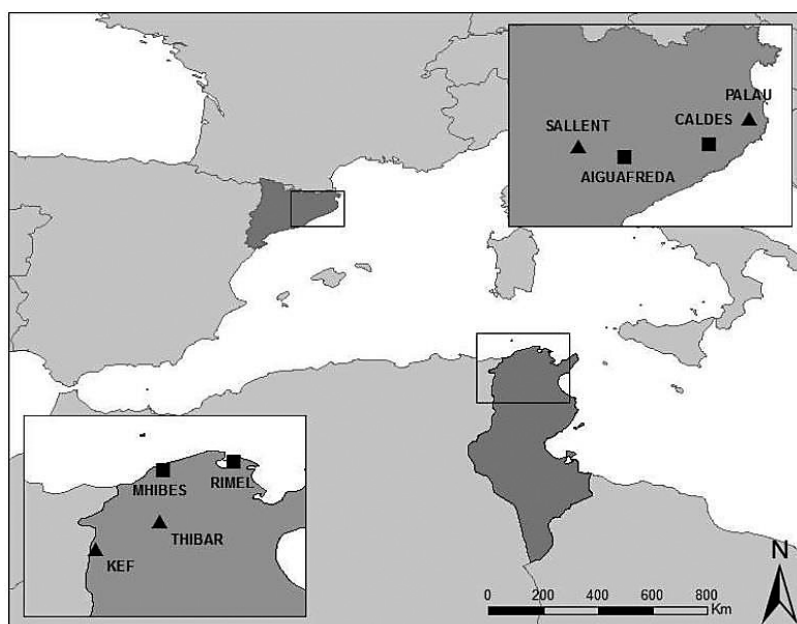 PALAU
CALDES
SALLENT
AIGUAFREDA
MHIBES
RIMEL
THIBAR
KEF
N
0 200 400 600 800
Km